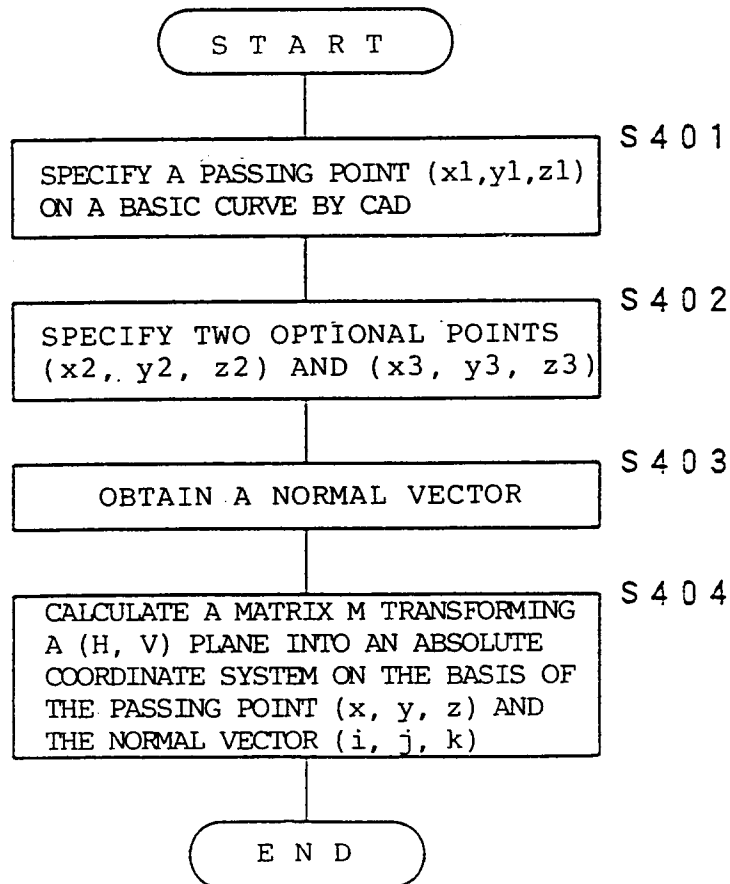 START
S401
SPECIFY A PASSING POINT (x1,y1,z1)
ON A BASIC CURVE BY CAD
S402
SPECIFY TWO OPTIONAL POINTS
(x2, y2, z2) AND (x3, y3, z3)
S403
OBTAIN A NORMAL VECTOR
S404
CALCULATE A MATRIX M TRANSFORMING
A (H, V) PLANE INTO AN ABSOLUTE
COORDINATE SYSTEM ON THE BASIS OF
THE PASSING POINT (x, y, z) AND
THE NORMAL VECTOR (i, j, k)
END